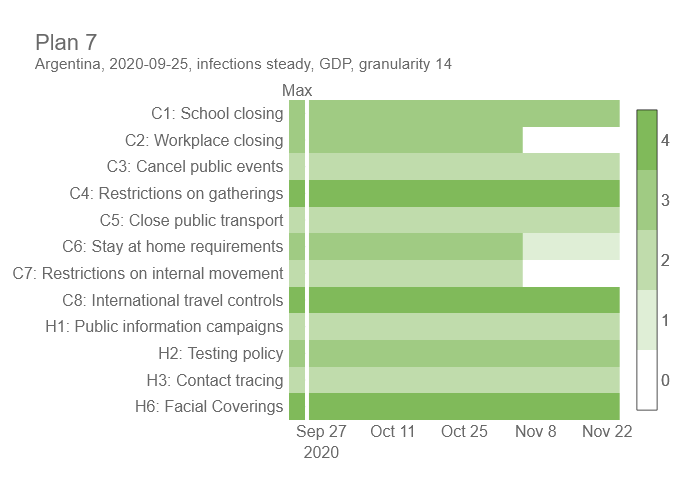 Plan 7
Argentina, 2020-09-25, infections steady, GDP, granularity 14
Max
C1: School closing
C2: Workplace closing
C3: Cancel public events
C4: Restrictions on gatherings
C5: Close public transport
C6: Stay at home requirements
C7: Restrictions on internal movement
C8: International travel controls
H1: Public information campaigns
H2: Testing policy
H3: Contact tracing
H6: Facial Coverings
4
3
2
1
0
Sep 27 Oct 11 Oct 25 Nov 8 Nov 22
2020